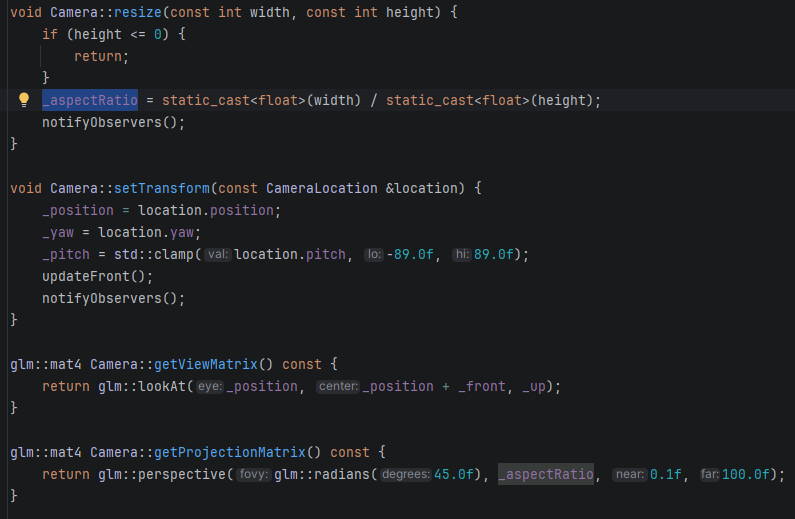 void Camera::resize(const int width, const int height) {
    if (height <= 0) {
        return;
    }
    _aspectRatio = static_cast<float>(width) / static_cast<float>(height);
    notifyObservers();
}

void Camera::setTransform(const CameraLocation &location) {
    _position = location.position;
    _yaw = location.yaw;
    _pitch = std::clamp( val: location.pitch, lo: -89.0f, hi: 89.0f);
    updateFront();
    notifyObservers();
}

glm::mat4 Camera::getViewMatrix() const {
    return glm::lookAt( eye: _position, center: _position + _front, _up);
}

glm::mat4 Camera::getProjectionMatrix() const {
    return glm::perspective( fovy: glm::radians( degrees: 45.0f), _aspectRatio, near: 0.1f, far: 100.0f);
}